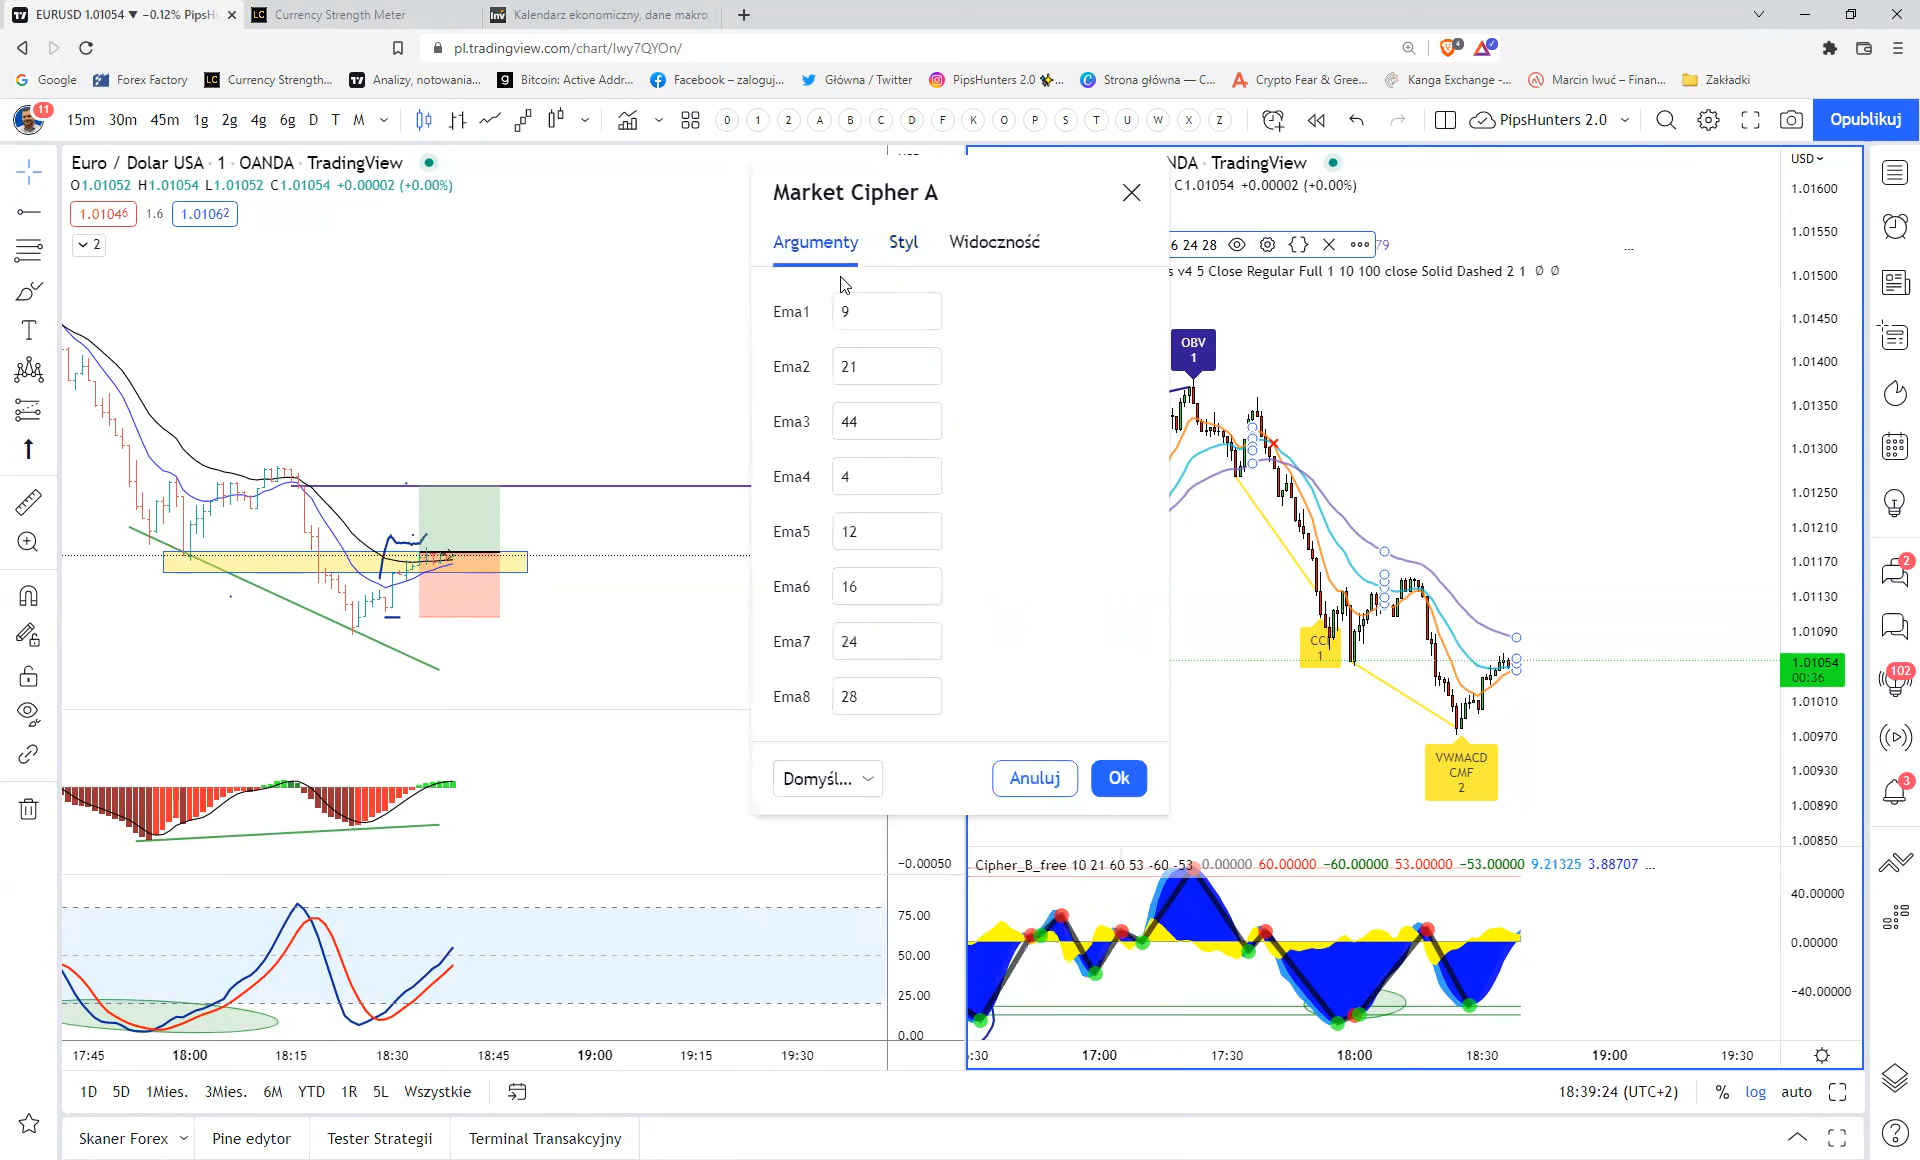 EURUSD 1.01054 ▼ −0.12% PipsH
Currency Strength Meter
Kalendarz ekonomiczny, dane makro,
pl.tradingview.com/chart/Iwy7QYOn/
4
Google
Forex Factory
Currency Strength...
Analizy, notowania...
Bitcoin: Active Addr...
Facebook – zaloguj...
Główna / Twitter
PipsHunters 2.0
Strona główna — C...
Crypto Fear & Gree...
Kanga Exchange -...
Marcin Iwuć – Finan...
Zakładki
11
15m 30m 45m 1g 2g 4g 6g D T M
0 1 2 A B C D F K O P S T U W X Z
PipsHunters 2.0
Opublikuj
Euro / Dolar USA · 1 · OANDA · TradingView
O1.01052 H1.01054 L1.01052 C1.01054 +0.00002 (+0.00%)
1.01046 1.6 1.01062
2
−0.00050
75.00
50.00
25.00
0.00
17:45 18:00 18:15 18:30 18:45 19:00 19:15 19:30
Market Cipher A
Argumenty Styl Widoczność
Ema1 9
Ema2 21
Ema3 44
Ema4 4
Ema5 12
Ema6 16
Ema7 24
Ema8 28
Domyśl...
Anuluj
Ok
NDA · TradingView
C1.01054 +0.00002 (+0.00%)
6 24 28
79
...
s v4 5 Close Regular Full 1 10 100 close Solid Dashed 2 1 Ø Ø
OBV
1
CCI
1
VWMACD
CMF
2
USD
1.01600
1.01550
1.01500
1.01450
1.01400
1.01350
1.01300
1.01250
1.01210
1.01170
1.01130
1.01090
1.01054
00:36
1.01010
1.00970
1.00930
1.00890
1.00850
Cipher_B_free 10 21 60 53 -60 -53 0.00000 60.00000 −60.00000 53.00000 −53.00000 9.21325 3.88707 ...
40.00000
0.00000
−40.00000
:30 17:00 17:30 18:00 18:30 19:00 19:30
2
102
3
1D 5D 1Mies. 3Mies. 6M YTD 1R 5L Wszystkie
18:39:24 (UTC+2)
% log auto
Skaner Forex
Pine edytor
Tester Strategii
Terminal Transakcyjny